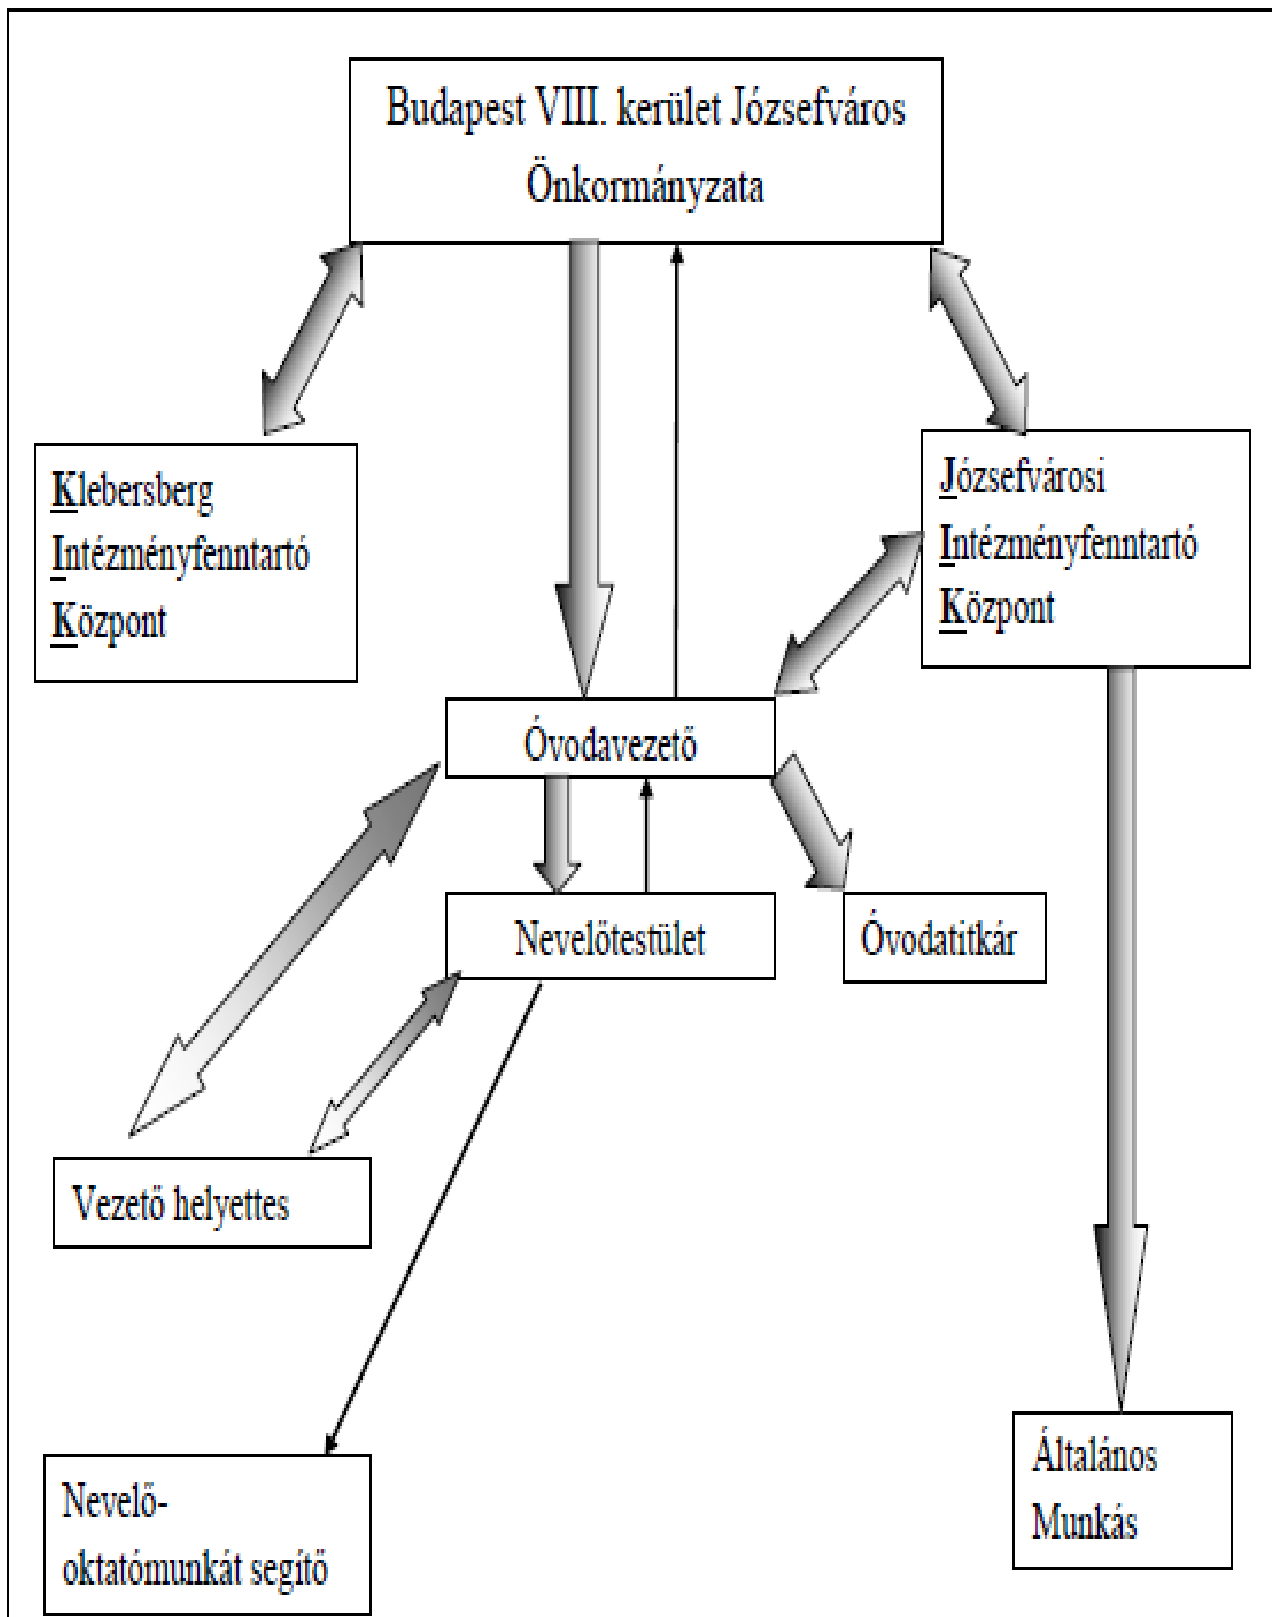 Budapest VIII. kerület Józsefváros
Önkormányzata
Klebersberg
Intézményfenntartó
Központ
Józsefvárosi
Intézményfenntartó
Központ
Óvodavezető
Nevelőtestület
Óvodatitkár
Vezető helyettes
Nevelő-
oktatómunkát segítő
Általános
Munkás